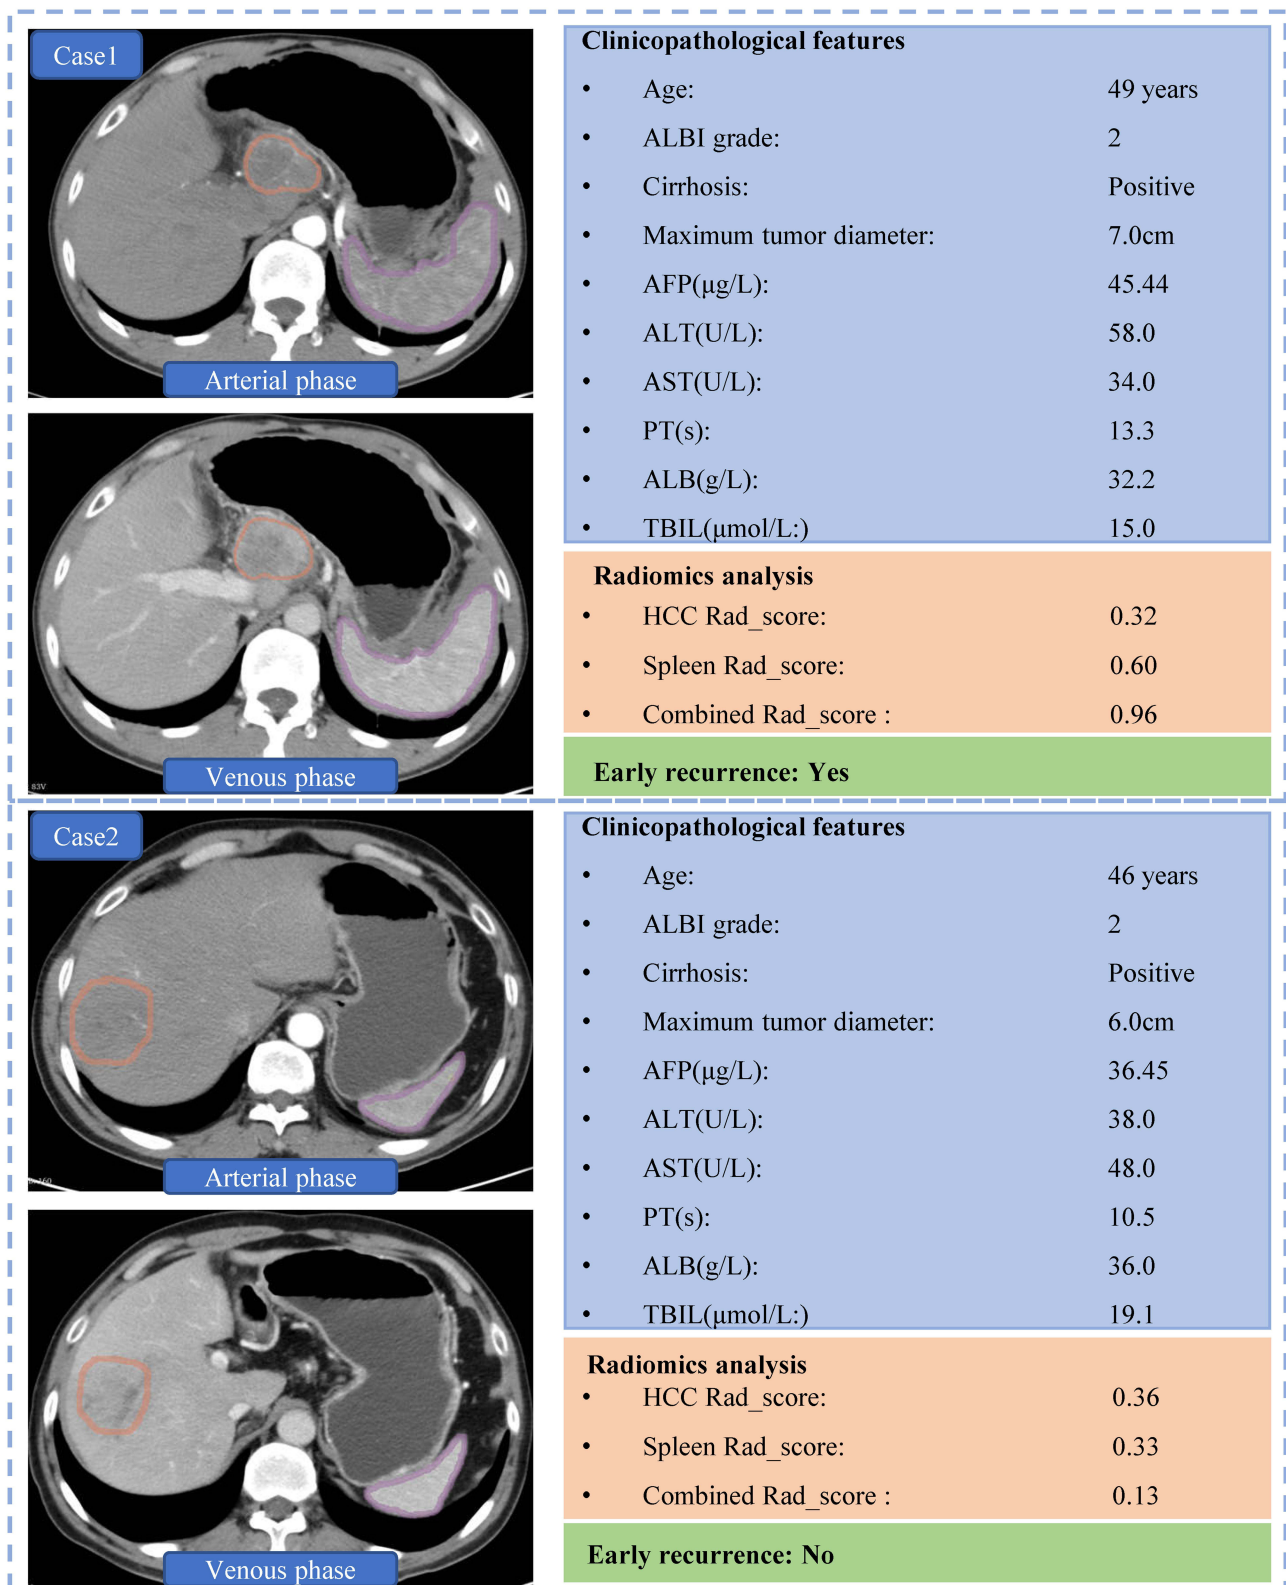 Case1
Arterial phase
83V
Venous phase
Clinicopathological features
• Age: 49 years
• ALBI grade: 2
• Cirrhosis: Positive
• Maximum tumor diameter: 7.0cm
• AFP(μg/L): 45.44
• ALT(U/L): 58.0
• AST(U/L): 34.0
• PT(s): 13.3
• ALB(g/L): 32.2
• TBIL(μmol/L:) 15.0
Radiomics analysis
• HCC Rad_score: 0.32
• Spleen Rad_score: 0.60
• Combined Rad_score : 0.96
Early recurrence: Yes
Case2
Arterial phase
Venous phase
Clinicopathological features
• Age: 46 years
• ALBI grade: 2
• Cirrhosis: Positive
• Maximum tumor diameter: 6.0cm
• AFP(μg/L): 36.45
• ALT(U/L): 38.0
• AST(U/L): 48.0
• PT(s): 10.5
• ALB(g/L): 36.0
• TBIL(μmol/L:) 19.1
Radiomics analysis
• HCC Rad_score: 0.36
• Spleen Rad_score: 0.33
• Combined Rad_score : 0.13
Early recurrence: No